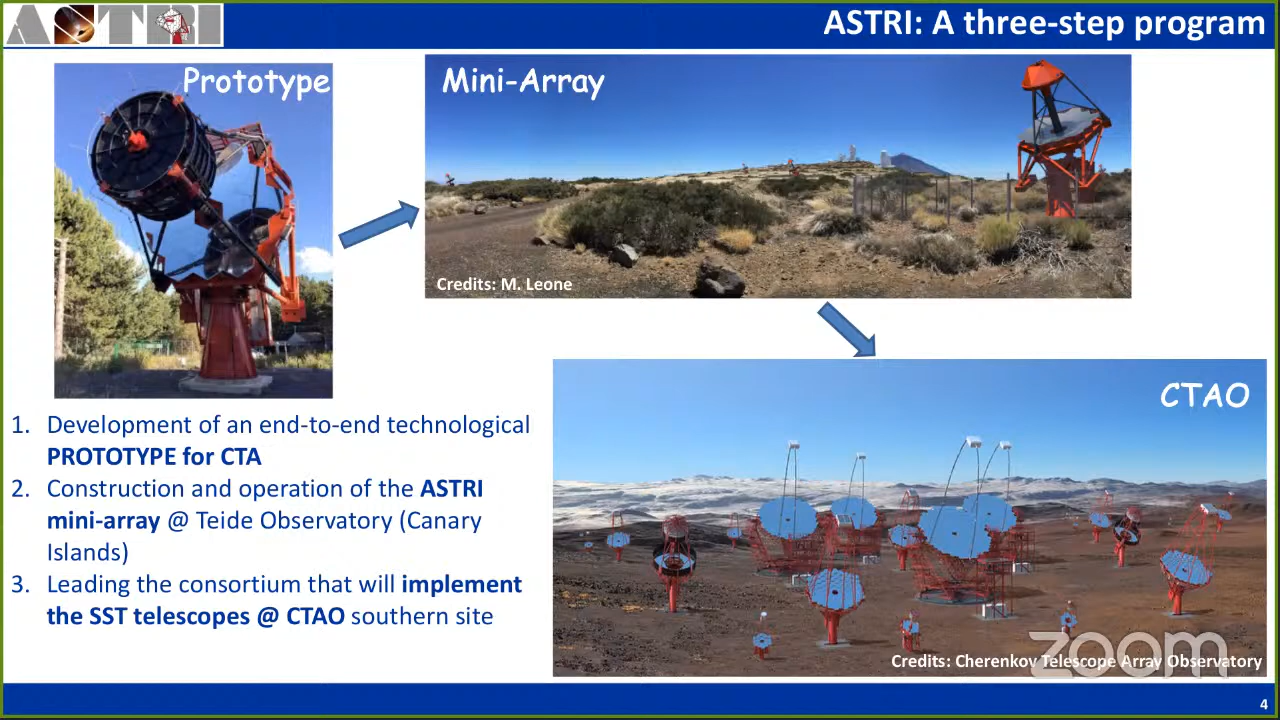 ASTRI
ASTRI: A three-step program
Prototype
Mini-Array
Credits: M. Leone
CTAO
1. Development of an end-to-end technological
PROTOTYPE for CTA
2. Construction and operation of the ASTRI
mini-array @ Teide Observatory (Canary
Islands)
3. Leading the consortium that will implement
the SST telescopes @ CTAO southern site
zoom
Credits: Cherenkov Telescope Array Observatory
4